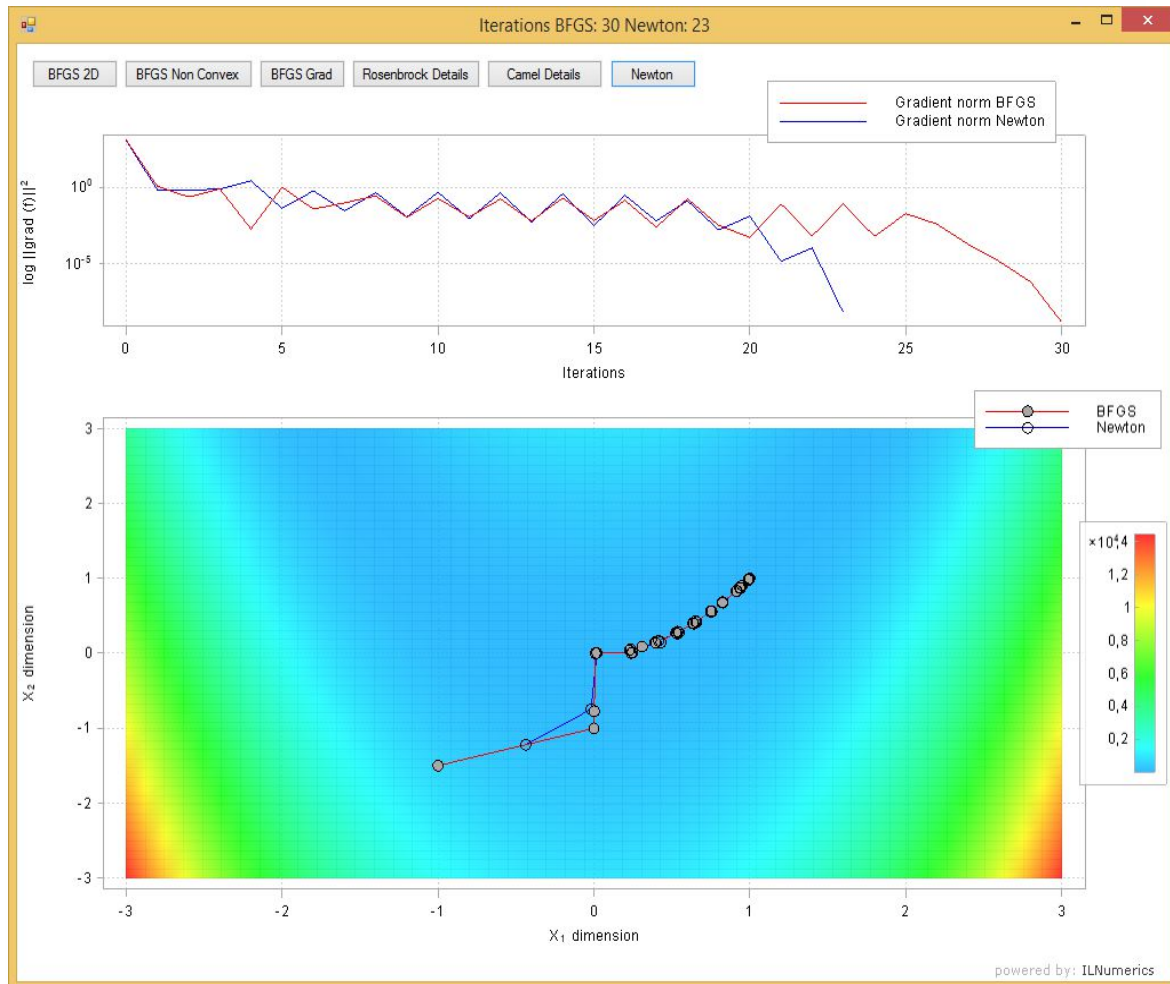 Iterations BFGS: 30 Newton: 23
BFGS 2D
BFGS Non Convex
BFGS Grad
Rosenbrock Details
Camel Details
Newton
Gradient norm BFGS
Gradient norm Newton
log ||grad (f)||²
10⁰
10⁻⁵
0 5 10 15 20 25 30
Iterations
BFGS
Newton
X₂ dimension
3
2
1
0
-1
-2
-3
-3 -2 -1 0 1 2 3
X₁ dimension
1,2
1
0,8
0,6
0,4
0,2
powered by: ILNumerics